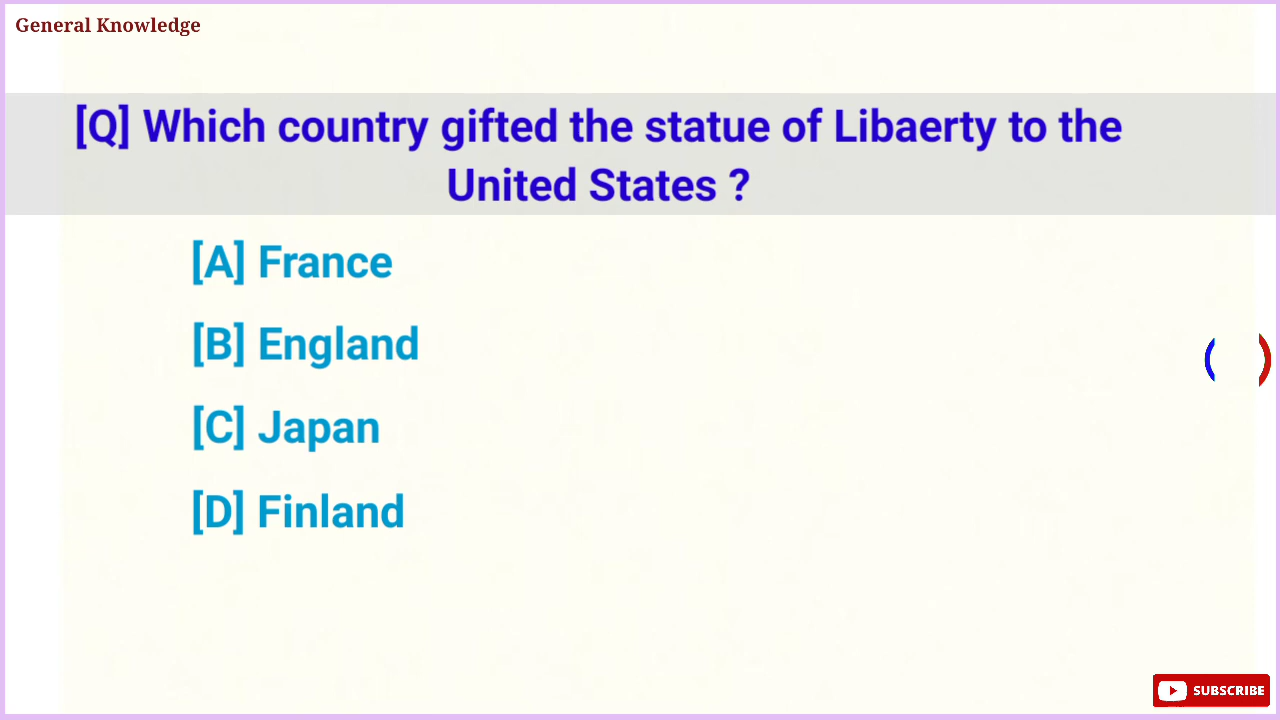 General Knowledge
[Q] Which country gifted the statue of Libaerty to the
United States ?
[A] France
[B] England
[C] Japan
[D] Finland
SUBSCRIBE